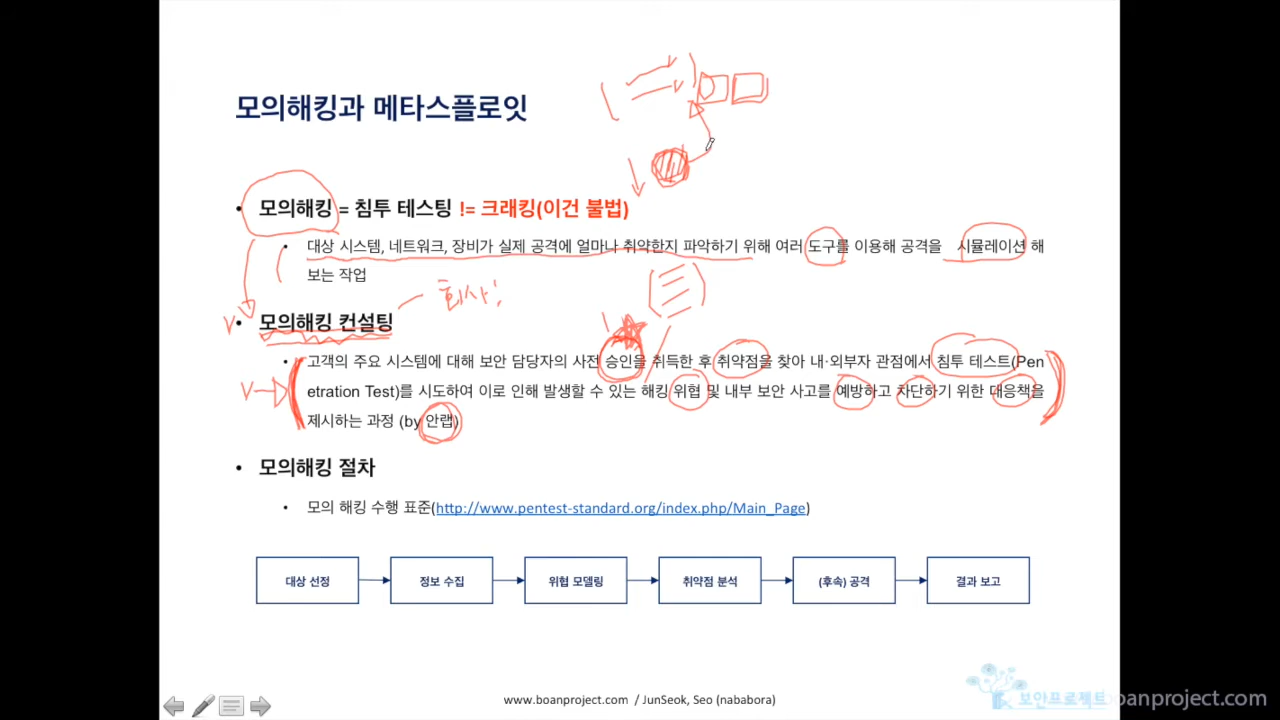 모의해킹과 메타스플로잇
• 모의해킹 = 침투 테스팅 != 크래킹(이건 불법)
• 대상 시스템, 네트워크, 장비가 실제 공격에 얼마나 취약한지 파악하기 위해 여러 도구를 이용해 공격을 시뮬레이션 해
보는 작업
회사!
• 모의해킹 컨설팅
• 고객의 주요 시스템에 대해 보안 담당자의 사전 승인을 취득한 후 취약점을 찾아 내·외부자 관점에서 침투 테스트(Pen
etration Test)를 시도하여 이로 인해 발생할 수 있는 해킹 위협 및 내부 보안 사고를 예방하고 차단하기 위한 대응책을
제시하는 과정 (by 안랩)
• 모의해킹 절차
• 모의 해킹 수행 표준(http://www.pentest-standard.org/index.php/Main_Page)
대상 선정
정보 수집
위협 모델링
취약점 분석
(후속) 공격
결과 보고
www.boanproject.com / JunSeok, Seo (nababora)
보안프로젝트
boanproject.com